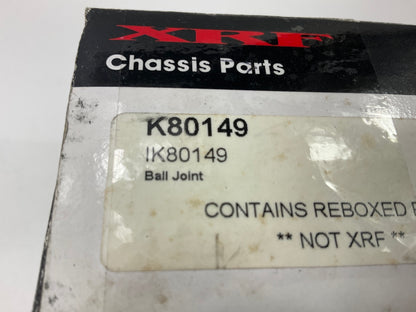 XRF
Chassis Parts
K80149
IK80149
Ball Joint
CONTAINS REBOXED
** NOT XRF **